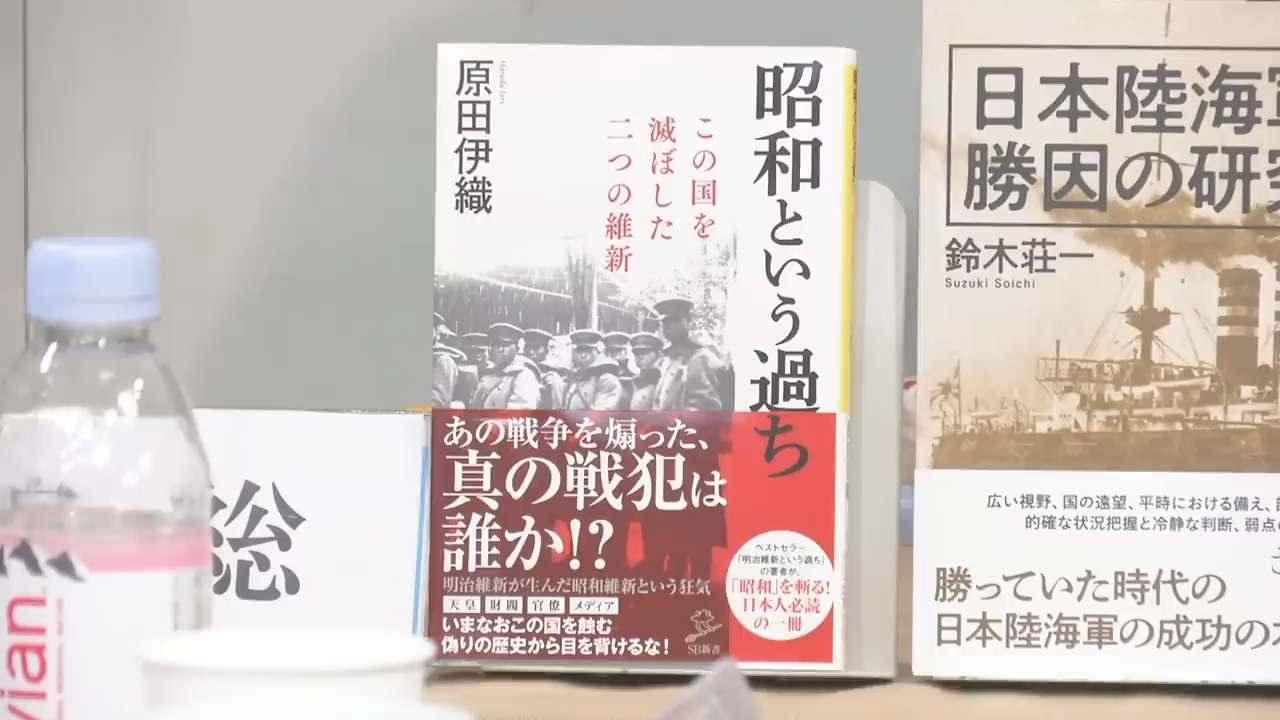 昭和という過ち
この国を
滅ぼした
二つの維新
原田伊織
Harada Iori
あの戦争を煽った、
真の戦犯は
誰か!?
明治維新が生んだ昭和維新という狂気
天皇 財閥 官僚 メディア
いまなおこの国を蝕む
偽りの歴史から目を背けるな!
SB新書
ベストセラー
「明治維新という過ち」
の著者が、
「昭和」を斬る!
日本人必読
の一冊
日本陸海軍
勝因の研究
鈴木荘一
Suzuki Soichi
広い視野、国の遠望、平時における備え、
的確な状況把握と冷静な判断、弱点
勝っていた時代の
日本陸海軍の成功の
総
vian